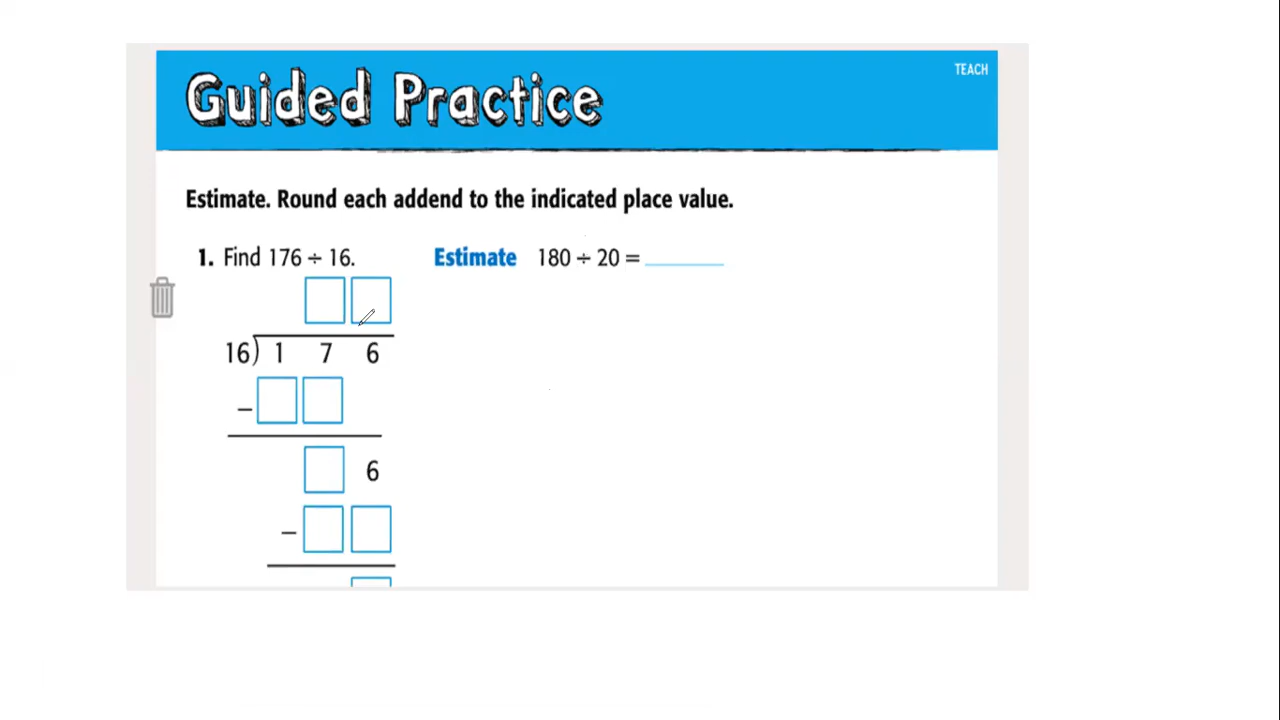 Guided Practice
TEACH
Estimate. Round each addend to the indicated place value.
1. Find 176 ÷ 16. Estimate 180 ÷ 20 =
16) 1 7 6
−
6
−